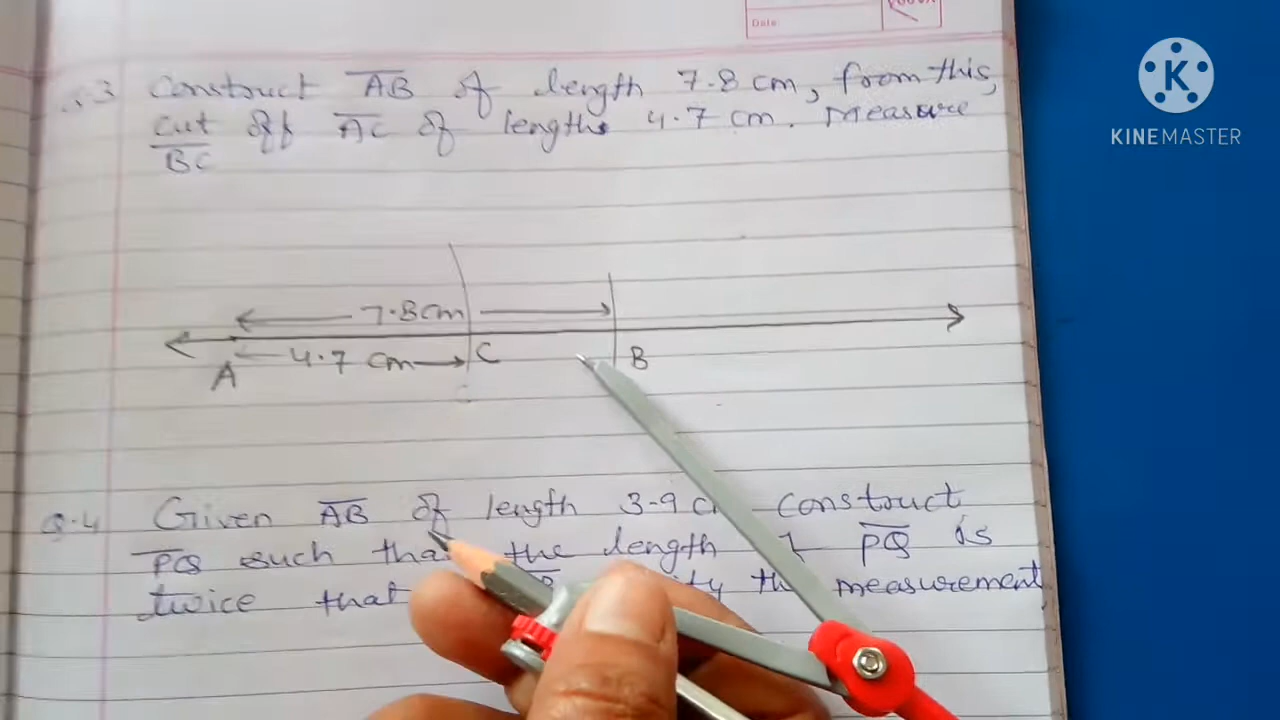 Date
K
KINEMASTER
3 Construct AB of length 7.8 cm, from this,
cut off AC of length 4.7 cm. Measure
BC
7.8cm
4.7 cm
C
A
B
Q.4 Given AB of length 3.9 construct
PQ such the length PQ is
twice that the measurement